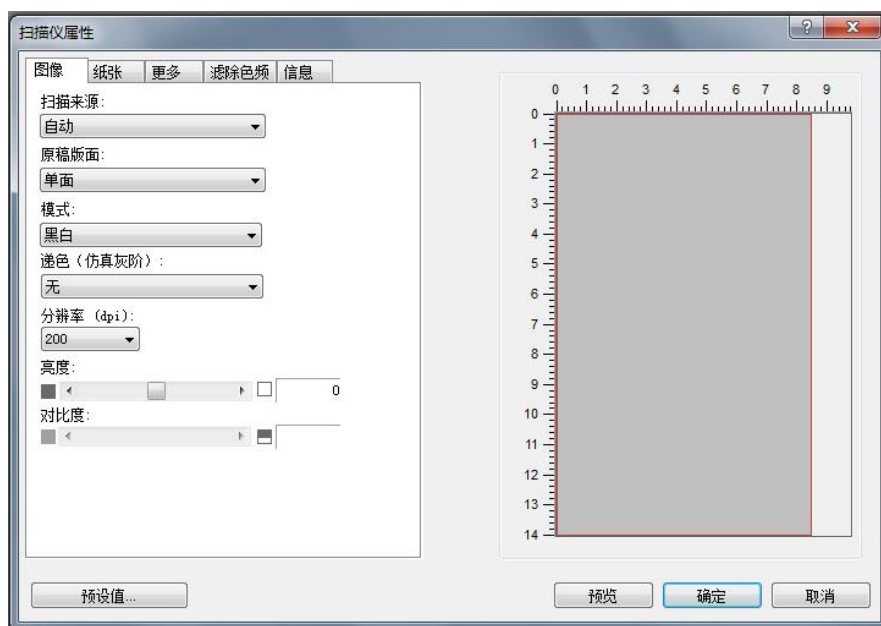 扫描仪属性
图像 纸张 更多 滤除色频 信息
扫描来源:
自动
原稿版面:
单面
模式:
黑白
递色（仿真灰阶）:
无
分辨率 (dpi):
200
亮度:
0
对比度:
0 1 2 3 4 5 6 7 8 9
0
1
2
3
4
5
6
7
8
9
10
11
12
13
14
预设值... 预览 确定 取消